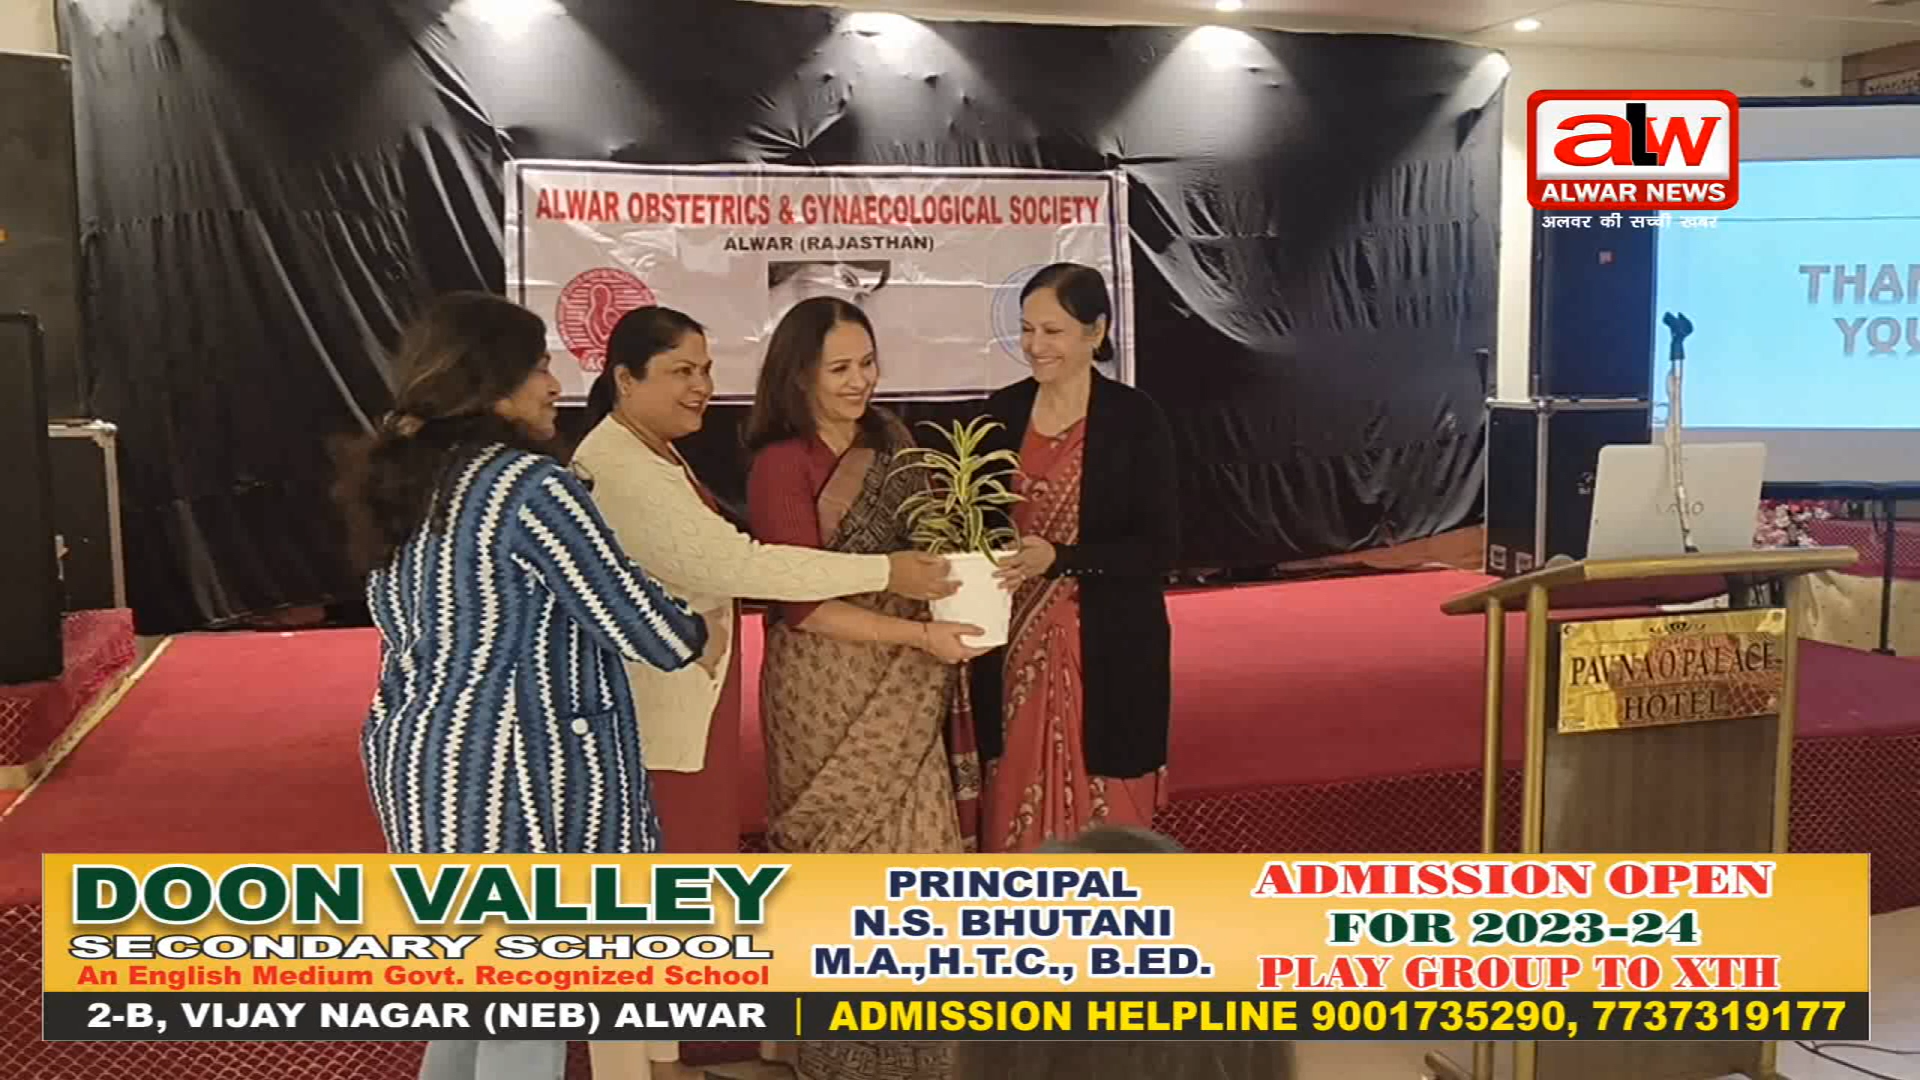 ALWAR OBSTETRICS & GYNAECOLOGICAL SOCIETY
ALWAR (RAJASTHAN)
alw
ALWAR NEWS
अलवर की सच्ची खबर
THAN
YOU
VAIO
PAVNA O PALACE
HOTEL
DOON VALLEY
SECONDARY SCHOOL
An English Medium Govt. Recognized School
PRINCIPAL
N.S. BHUTANI
M.A.,H.T.C., B.ED.
ADMISSION OPEN
FOR 2023-24
PLAY GROUP TO XTH
2-B, VIJAY NAGAR (NEB) ALWAR | ADMISSION HELPLINE 9001735290, 7737319177